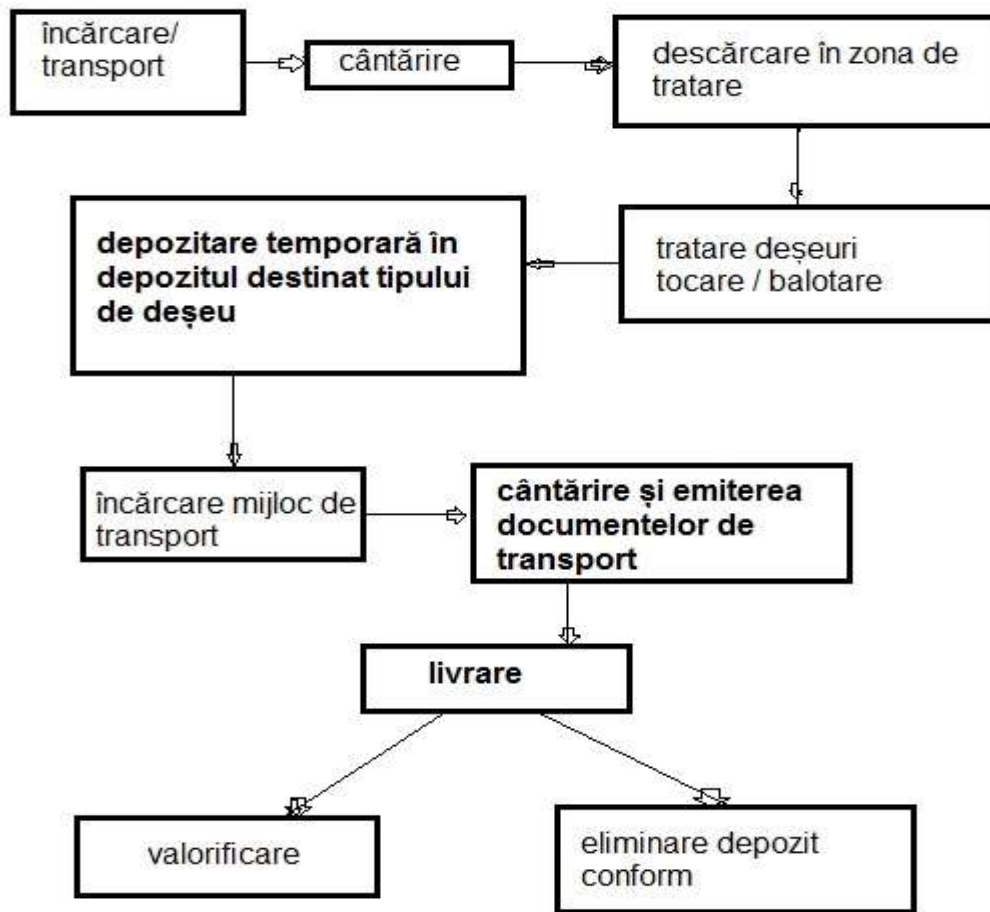 încărcare/
transport
cântărire
descărcare în zona de
tratare
tratare deșeuri
tocare / balotare
depozitare temporară în
depozitul destinat tipului
de deșeu
încărcare mijloc de
transport
cântărire și emiterea
documentelor de
transport
livrare
valorificare
eliminare depozit
conform